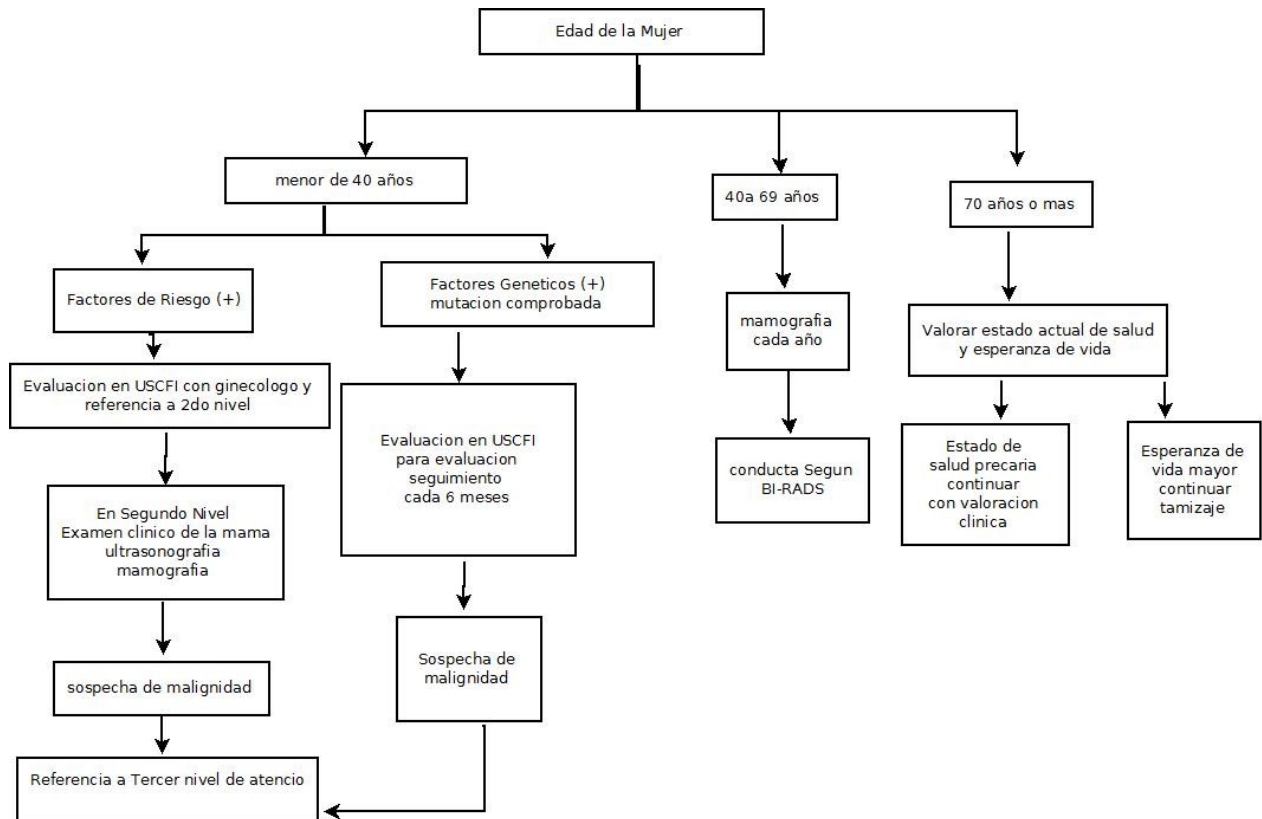 Edad de la Mujer
menor de 40 años
40a 69 años
70 años o mas
Factores de Riesgo (+)
Factores Geneticos (+)
mutacion comprobada
mamografia
cada año
Valorar estado actual de salud
y esperanza de vida
Evaluacion en USCFI con ginecologo y
referencia a 2do nivel
Evaluacion en USCFI
para evaluacion
seguimiento
cada 6 meses
conducta Segun
BI-RADS
Estado de
salud precaria
continuar
con valoracion
clinica
Esperanza de
vida mayor
continuar
tamizaje
En Segundo Nivel
Examen clinico de la mama
ultrasonografia
mamografia
sospecha de malignidad
Sospecha de
malignidad
Referencia a Tercer nivel de atencio